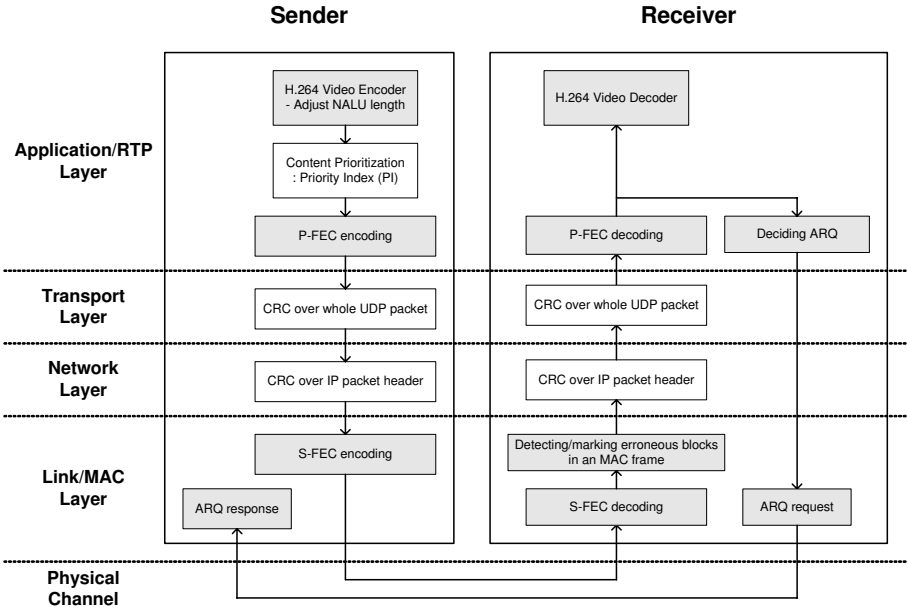 Sender
Receiver
Application/RTP
Layer
H.264 Video Encoder
- Adjust NALU length
Content Prioritization
: Priority Index (PI)
P-FEC encoding
H.264 Video Decoder
P-FEC decoding
Deciding ARQ
Transport
Layer
CRC over whole UDP packet
CRC over whole UDP packet
Network
Layer
CRC over IP packet header
CRC over IP packet header
Link/MAC
Layer
S-FEC encoding
ARQ response
Detecting/marking erroneous blocks
in an MAC frame
S-FEC decoding
ARQ request
Physical
Channel